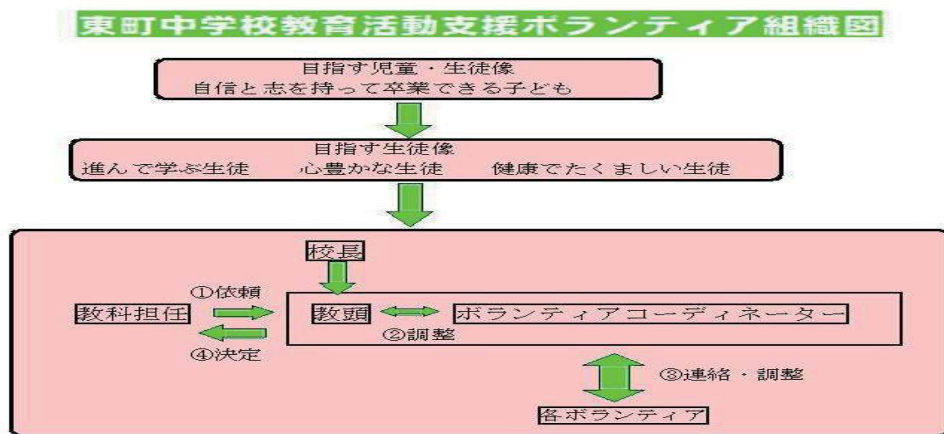 東町中学校教育活動支援ボランティア組織図
目指す児童・生徒像
自信と志を持って卒業できる子ども
目指す生徒像
進んで学ぶ生徒　心豊かな生徒　健康でたくましい生徒
校長
①依頼
教科担任　教頭　ボランティアコーディネーター
②調整
④決定
③連絡・調整
各ボランティア